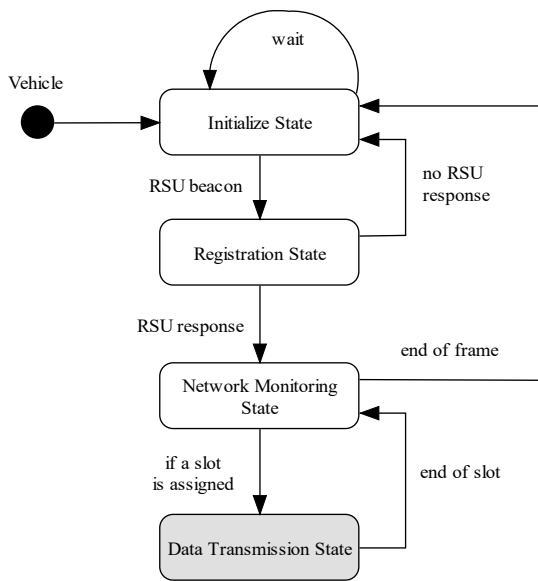 wait
Vehicle
Initialize State
RSU beacon
no RSU
response
Registration State
RSU response
end of frame
Network Monitoring
State
if a slot
is assigned
end of slot
Data Transmission State